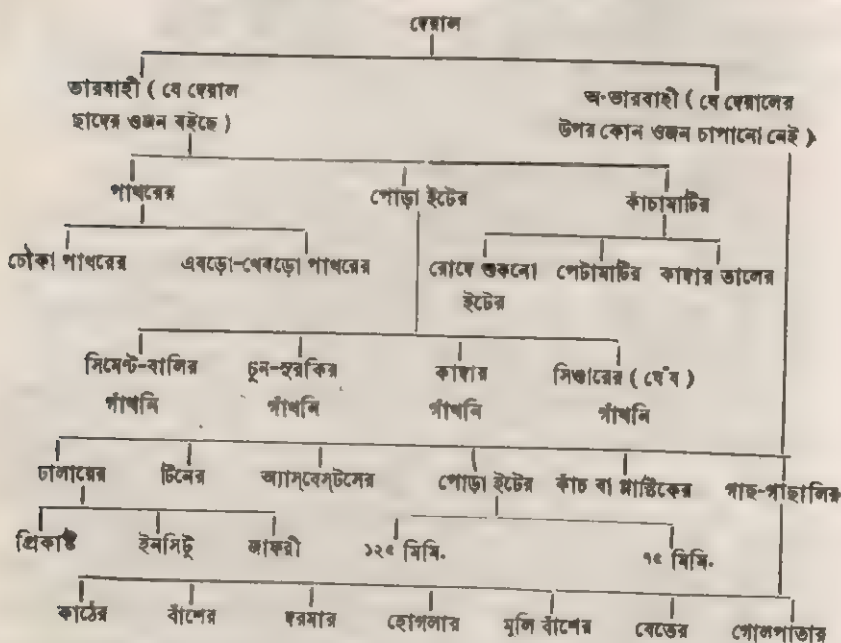 দেয়াল
ভারবাহী ( যে দেয়াল
ছাদের ওজন বইছে )
অ-ভারবাহী ( যে দেয়ালের
উপর কোন ওজন চাপানো নেই )
পাথরের
পোড়া ইটের
কাঁচামাটির
চৌকা পাথরের
এবড়ো-খেবড়ো পাথরের
রোদে শুকনো
ইটের
পেটামাটির
কাদার তালের
সিমেন্ট-বালির
গাঁথনি
চুন-সুরকির
গাঁথনি
কাদার
গাঁথনি
সিণ্ডারের ( ঘেঁষ )
গাঁথনি
ঢালায়ের
টিনের
অ্যাস্‌বেস্‌টসের
পোড়া ইটের
কাঁচ বা প্লাস্টিকের
গাছ-গাছালির
প্রিকাস্ট
ইনসিটু
জাফরী
১২৫ মিমি.
৭৫ মিমি.
কাঠের
বাঁশের
দরমার
হোগলার
মূলি বাঁশের
বেতের
গোলপাতার